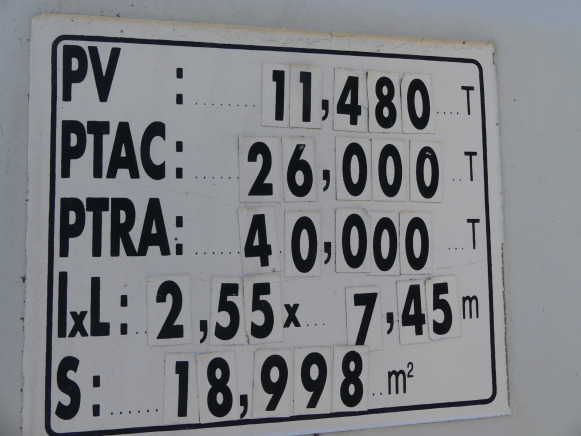 PV : ........ 11,480 .... T
PTAC : ...... 26,000 .. T
PTRA : ..... 40,000 ... T
lxL : .. 2,55 x ... 7,45 m
S : ...... 18,998 .. m²